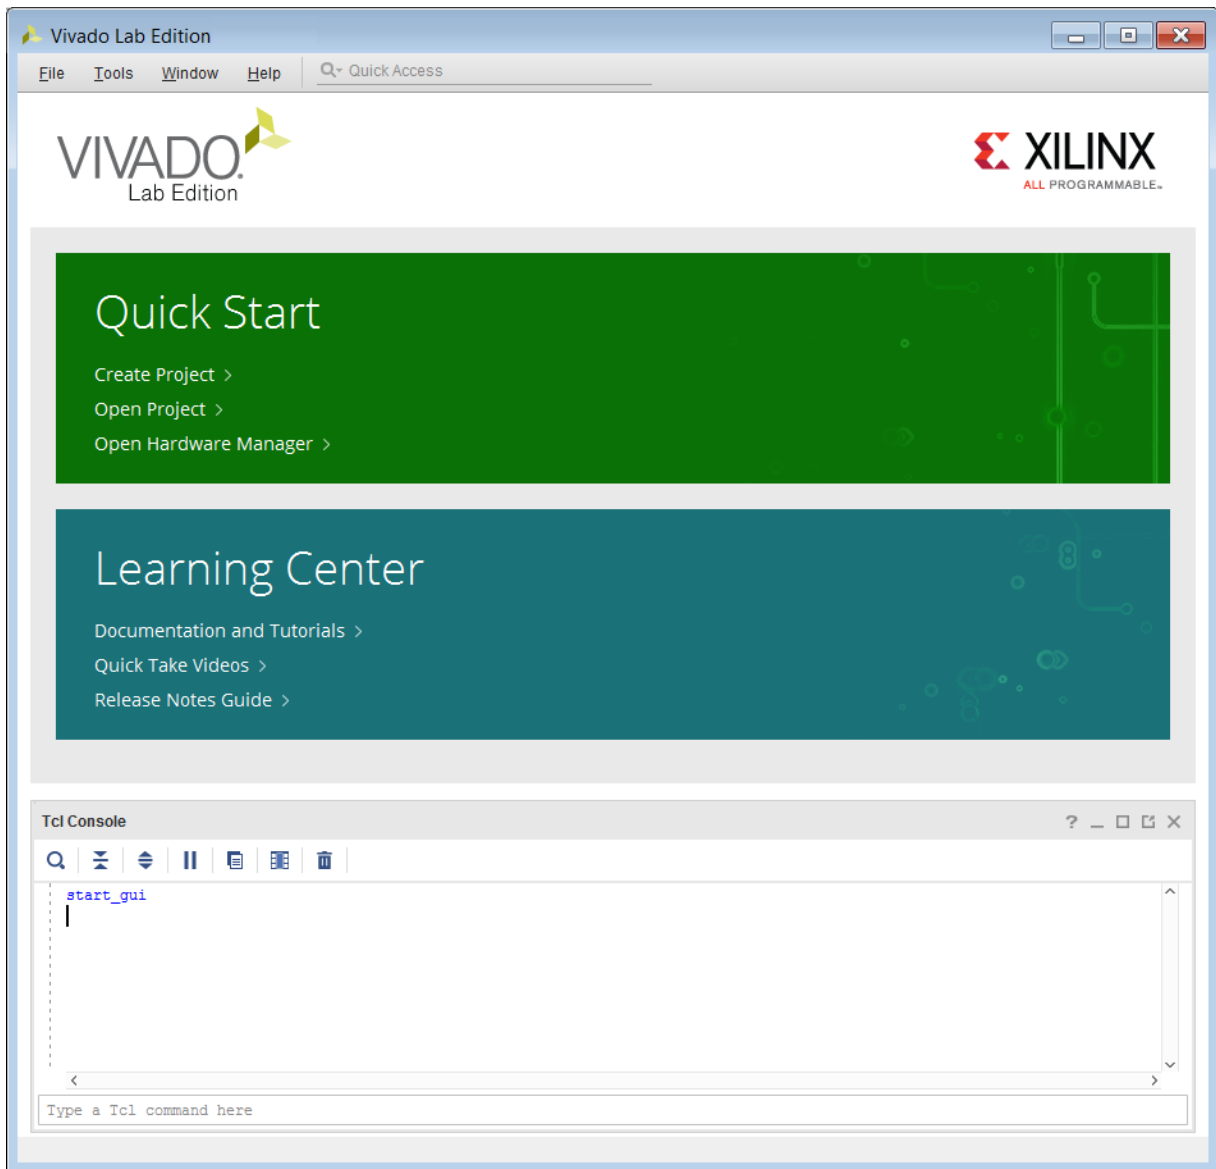 Vivado Lab Edition
File Tools Window Help Quick Access
VIVADO.
Lab Edition
XILINX
ALL PROGRAMMABLE™
Quick Start
Create Project >
Open Project >
Open Hardware Manager >
Learning Center
Documentation and Tutorials >
Quick Take Videos >
Release Notes Guide >
Tcl Console
start_gui
Type a Tcl command here